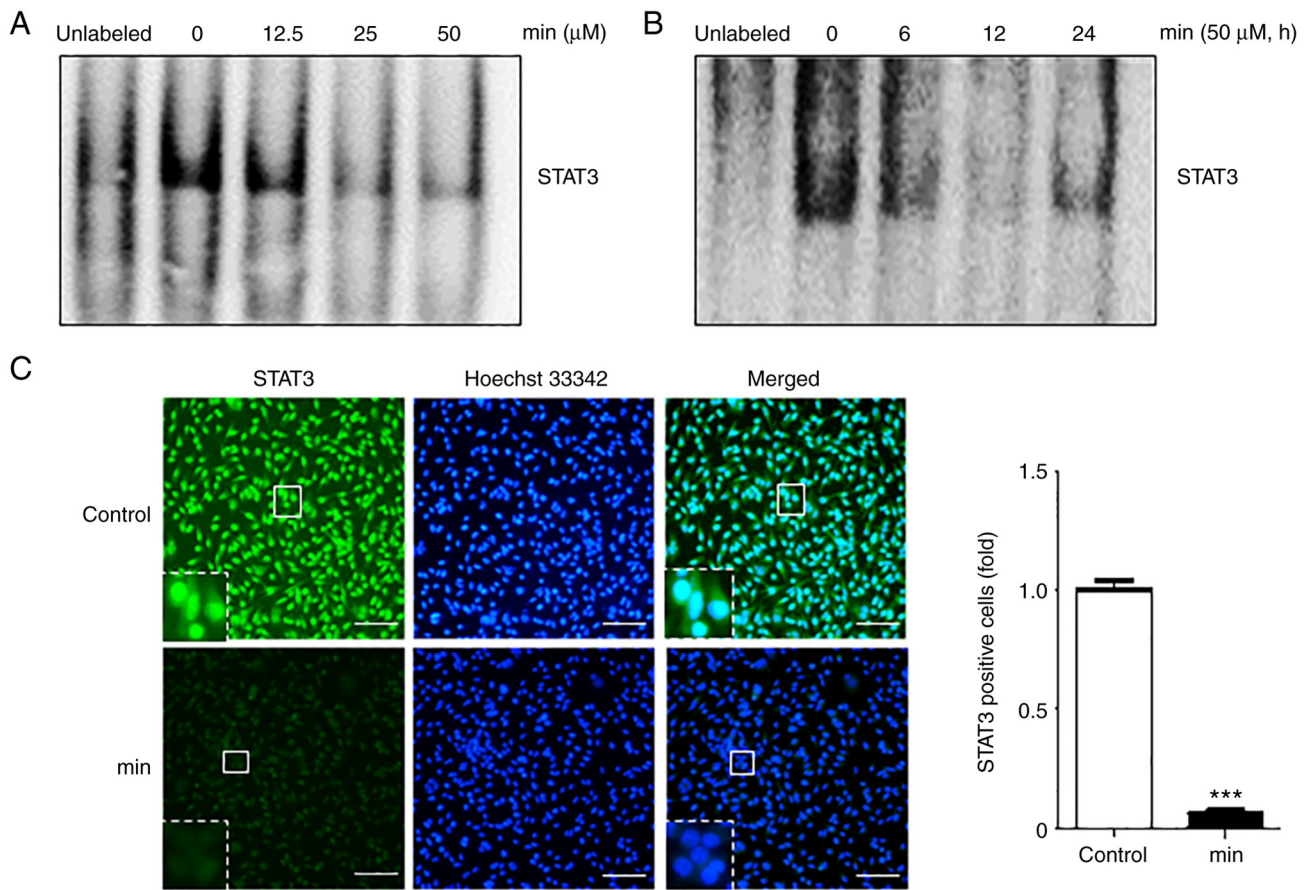 A
Unlabeled 0 12.5 25 50 min (μM)
STAT3
B
Unlabeled 0 6 12 24 min (50 μM, h)
STAT3
C
STAT3 Hoechst 33342 Merged
Control
min
STAT3 positive cells (fold)
1.5
1.0
0.5
0
***
Control min